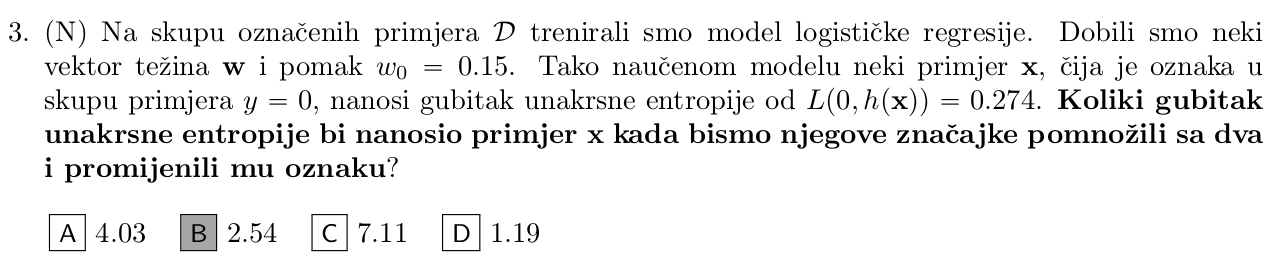 3. (N) Na skupu označenih primjera 𝒟 trenirali smo model logističke regresije. Dobili smo neki
vektor težina w i pomak w₀ = 0.15. Tako naučenom modelu neki primjer x, čija je oznaka u
skupu primjera y = 0, nanosi gubitak unakrsne entropije od L(0, h(x)) = 0.274. Koliki gubitak
unakrsne entropije bi nanosio primjer x kada bismo njegove značajke pomnožili sa dva
i promijenili mu oznaku?
A 4.03 B 2.54 C 7.11 D 1.19